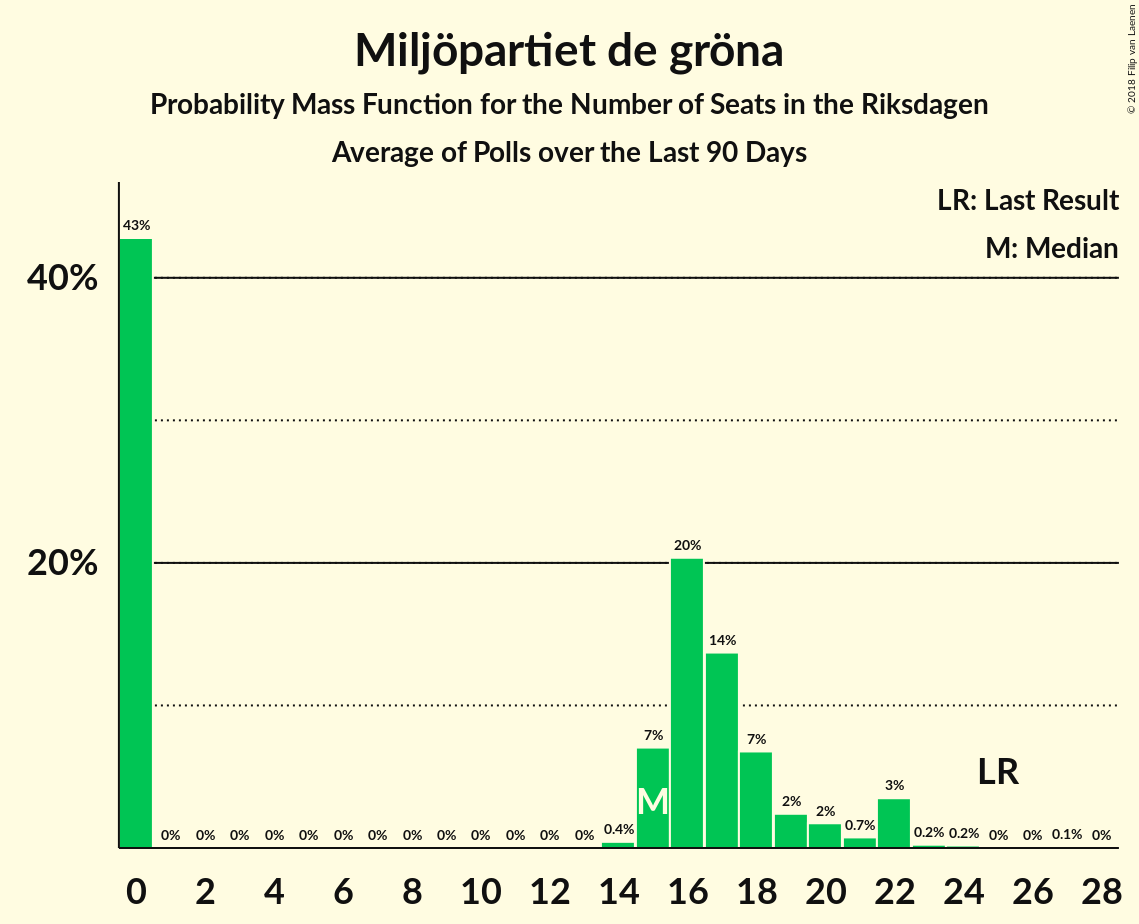 Miljöpartiet de gröna
Probability Mass Function for the Number of Seats in the Riksdagen
Average of Polls over the Last 90 Days
© 2018 Filip van Laenen
LR: Last Result
M: Median
43%
40%
20%
20%
14%
7%
7%
LR
3%
M
2%
2%
0% 0% 0% 0% 0% 0% 0% 0% 0% 0% 0% 0% 0% 0.4% 0.7% 0.2% 0.2% 0% 0% 0.1% 0%
0 2 4 6 8 10 12 14 16 18 20 22 24 26 28